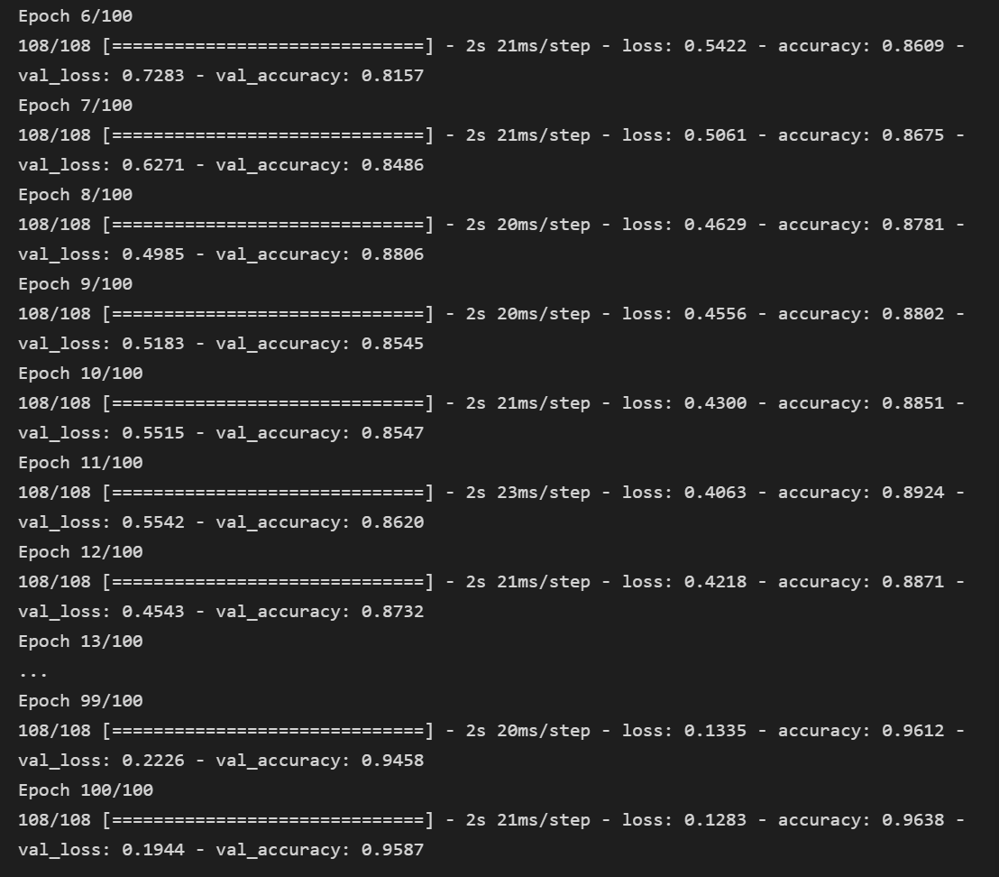 Epoch 6/100
108/108 [==============================] - 2s 21ms/step - loss: 0.5422 - accuracy: 0.8609 -
val_loss: 0.7283 - val_accuracy: 0.8157
Epoch 7/100
108/108 [==============================] - 2s 21ms/step - loss: 0.5061 - accuracy: 0.8675 -
val_loss: 0.6271 - val_accuracy: 0.8486
Epoch 8/100
108/108 [==============================] - 2s 20ms/step - loss: 0.4629 - accuracy: 0.8781 -
val_loss: 0.4985 - val_accuracy: 0.8806
Epoch 9/100
108/108 [==============================] - 2s 20ms/step - loss: 0.4556 - accuracy: 0.8802 -
val_loss: 0.5183 - val_accuracy: 0.8545
Epoch 10/100
108/108 [==============================] - 2s 21ms/step - loss: 0.4300 - accuracy: 0.8851 -
val_loss: 0.5515 - val_accuracy: 0.8547
Epoch 11/100
108/108 [==============================] - 2s 23ms/step - loss: 0.4063 - accuracy: 0.8924 -
val_loss: 0.5542 - val_accuracy: 0.8620
Epoch 12/100
108/108 [==============================] - 2s 21ms/step - loss: 0.4218 - accuracy: 0.8871 -
val_loss: 0.4543 - val_accuracy: 0.8732
Epoch 13/100
...
Epoch 99/100
108/108 [==============================] - 2s 20ms/step - loss: 0.1335 - accuracy: 0.9612 -
val_loss: 0.2226 - val_accuracy: 0.9458
Epoch 100/100
108/108 [==============================] - 2s 21ms/step - loss: 0.1283 - accuracy: 0.9638 -
val_loss: 0.1944 - val_accuracy: 0.9587